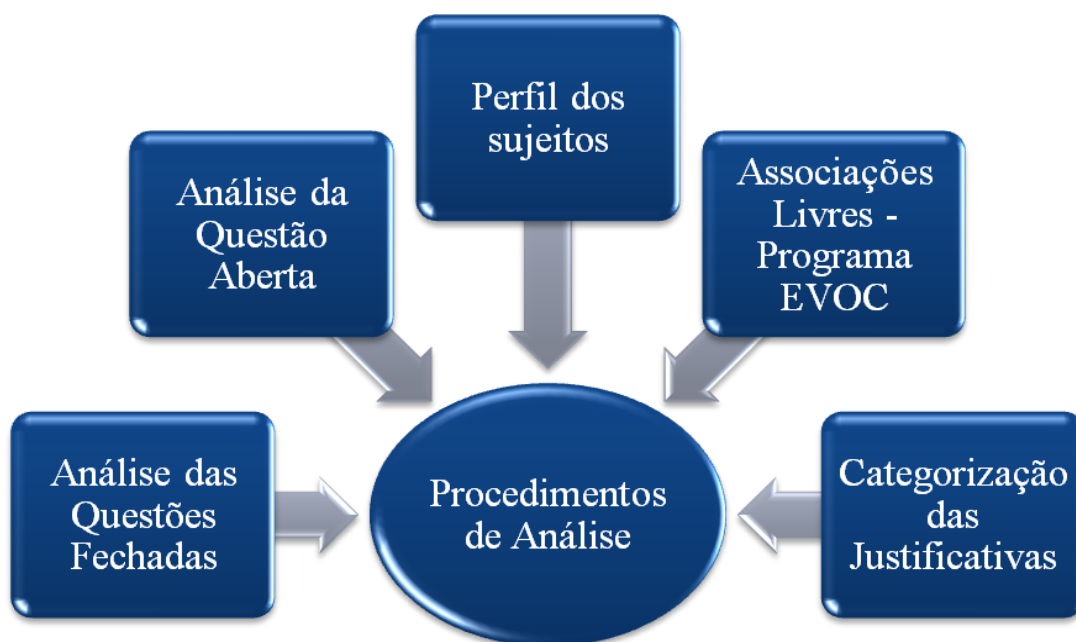 Perfil dos
sujeitos
Análise da
Questão
Aberta
Associações
Livres -
Programa
EVOC
Análise das
Questões
Fechadas
Procedimentos
de Análise
Categorização
das
Justificativas